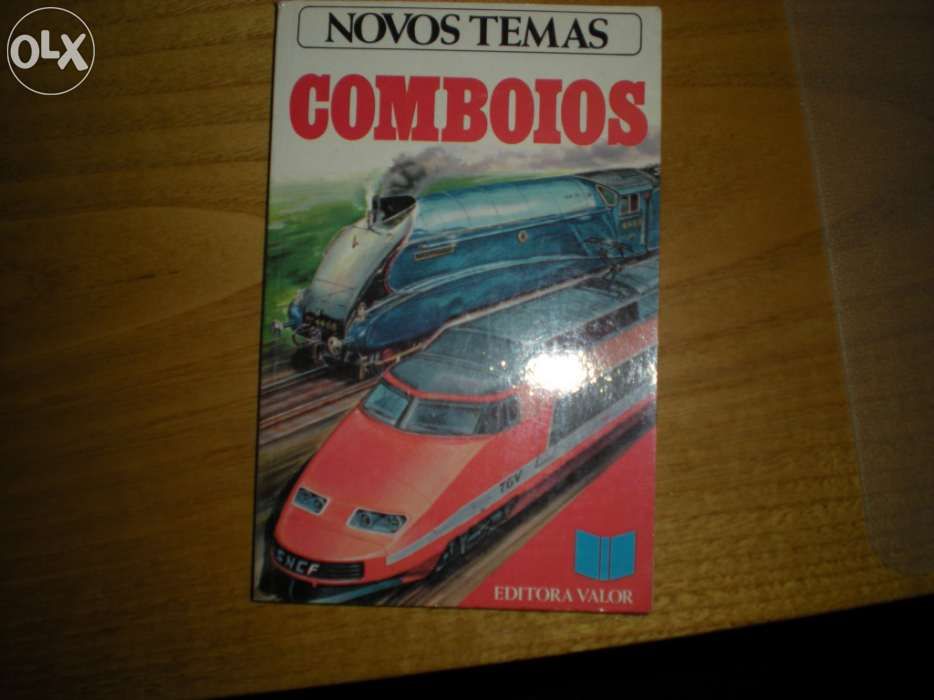 OLX
NOVOS TEMAS
COMBOIOS
TGV
SNCF
EDITORA VALOR